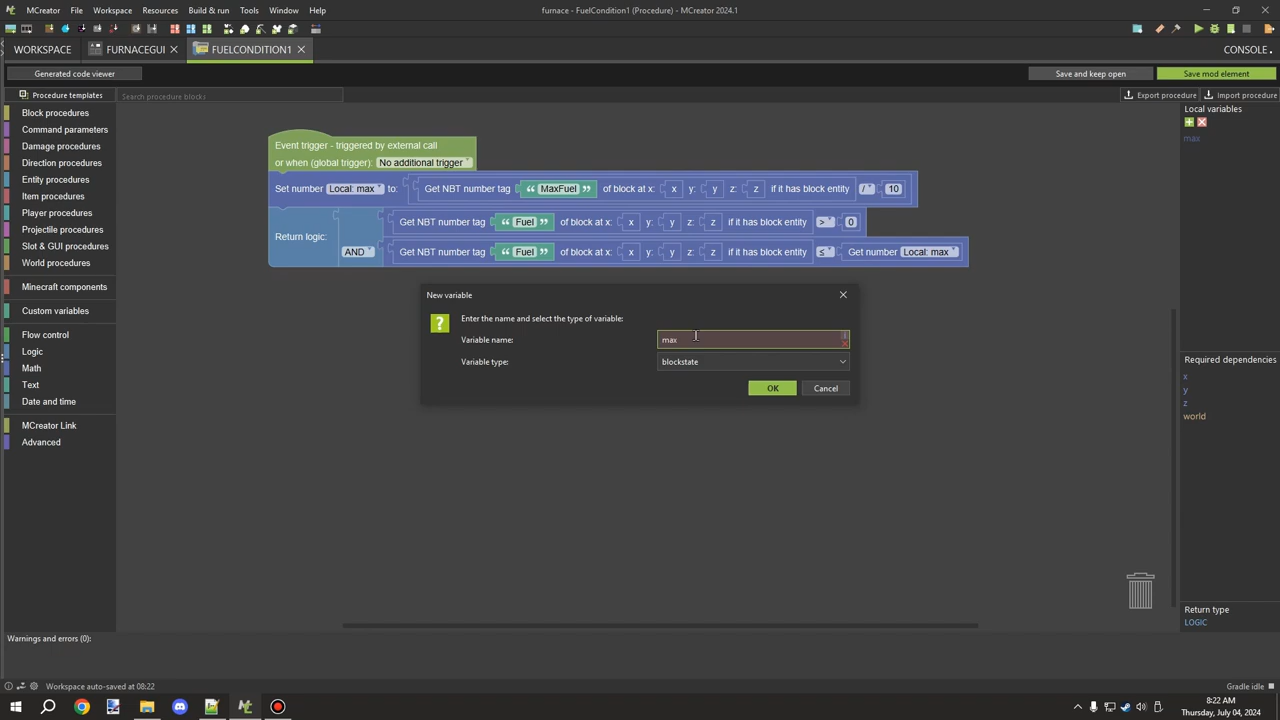 MCreator File Workspace Resources Build & run Tools Window Help furnace - FuelCondition1 (Procedure) - MCreator 2024.1
WORKSPACE FURNACEGUI FUELCONDITION1 CONSOLE
Generated code viewer Save and keep open Save mod element
Procedure templates Search procedure blocks Export procedure Import procedure
Block procedures
Command parameters
Damage procedures
Direction procedures
Entity procedures
Item procedures
Player procedures
Projectile procedures
Slot & GUI procedures
World procedures
Minecraft components
Custom variables
Flow control
Logic
Math
Text
Date and time
MCreator Link
Advanced
Event trigger - triggered by external call
or when (global trigger): No additional trigger
Set number Local: max to: Get NBT number tag “ MaxFuel ” of block at x: x y: y z: z if it has block entity / 10
Return logic: AND
Get NBT number tag “ Fuel ” of block at x: x y: y z: z if it has block entity > 0
Get NBT number tag “ Fuel ” of block at x: x y: y z: z if it has block entity ≤ Get number Local: max
New variable
Enter the name and select the type of variable:
Variable name: max
Variable type: blockstate
OK Cancel
Local variables
max
Required dependencies
x
y
z
world
Return type
LOGIC
Warnings and errors (0):
Workspace auto-saved at 08:22 Gradle idle
8:22 AM
Thursday, July 04, 2024